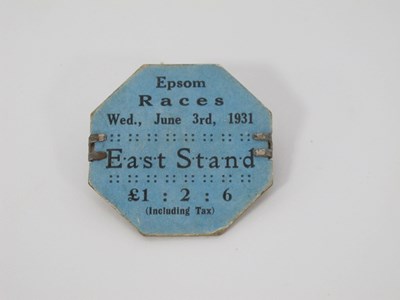 Epsom
Races
Wed., June 3rd, 1931
East Stand
£1 : 2 : 6
(Including Tax)